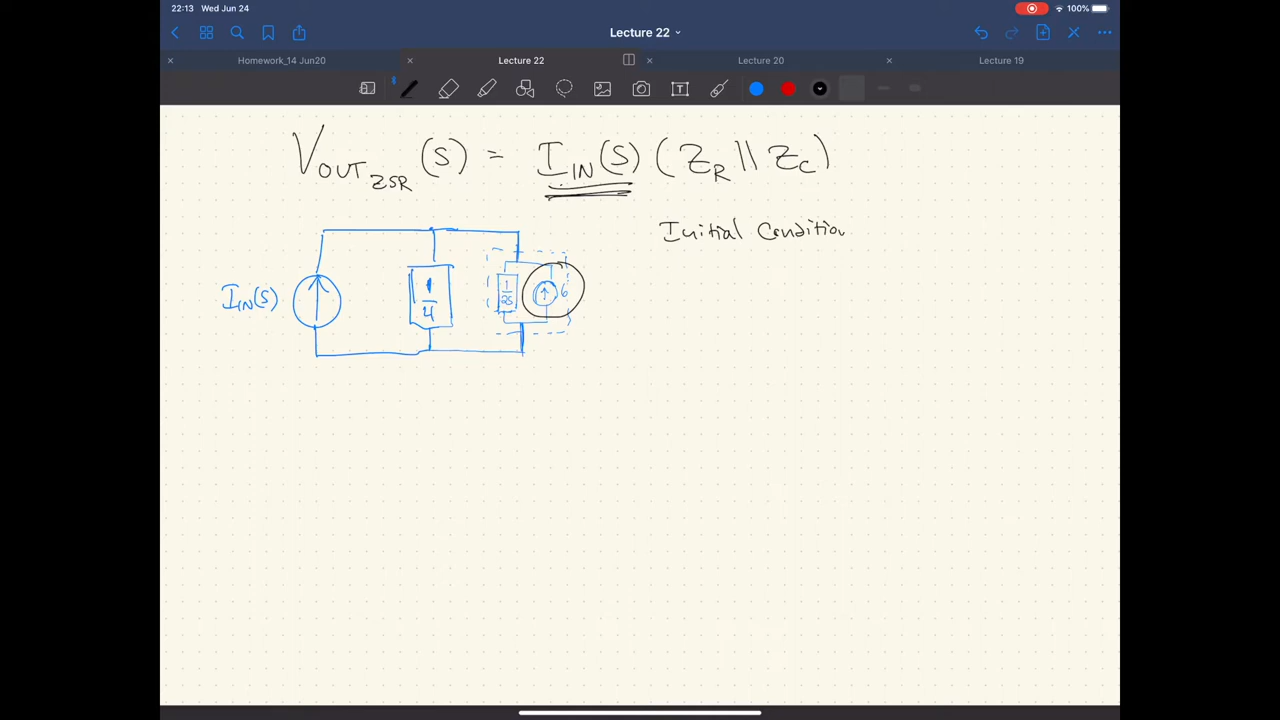 22:13 Wed Jun 24
100%
Lecture 22
Homework_14 Jun20
Lecture 22
Lecture 20
Lecture 19
V_OUT_ZSR (S) = I_IN(S) (Z_R || Z_C)
Initial Condition
I_IN(S)
1/4
1/2S
6